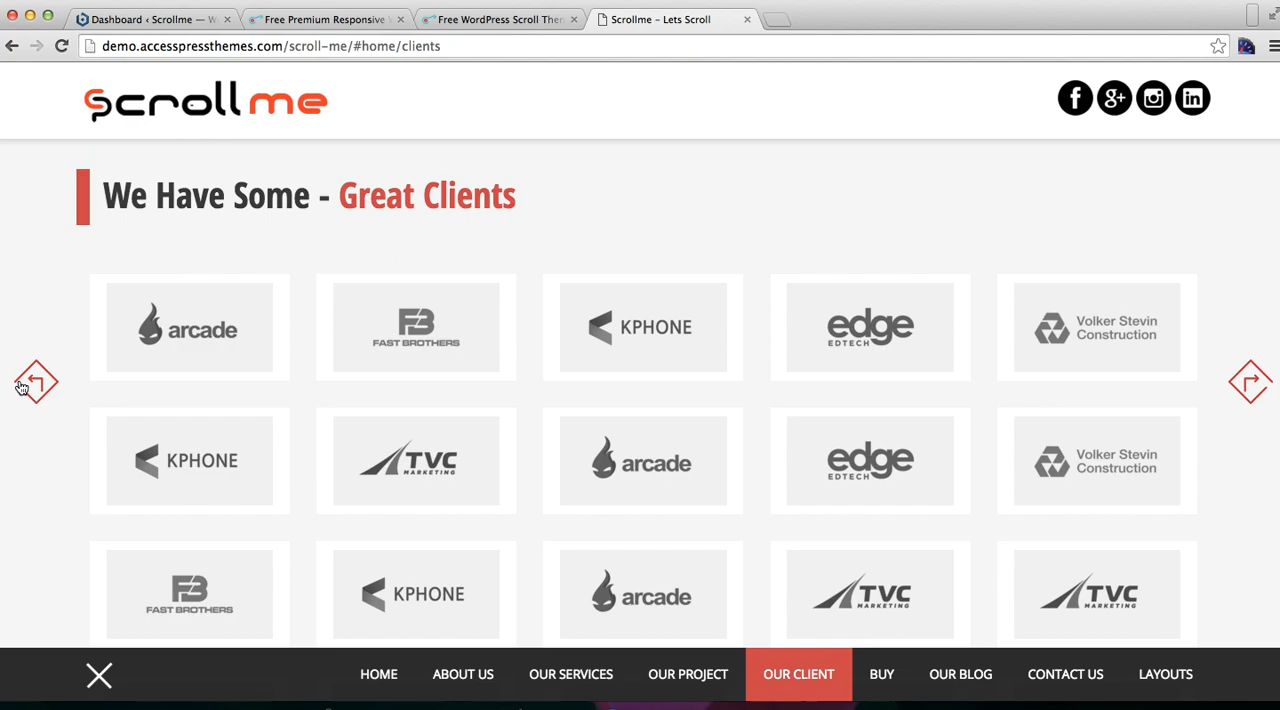 Dashboard ‹ Scrollme — W
Free Premium Responsive
Free WordPress Scroll Them
Scrollme – Lets Scroll
demo.accesspressthemes.com/scroll-me/#home/clients
scroll me
We Have Some - Great Clients
arcade
FB
FAST BROTHERS
KPHONE
edge
EDTECH
Volker Stevin
Construction
KPHONE
TVC
MARKETING
arcade
edge
EDTECH
Volker Stevin
Construction
FB
FAST BROTHERS
KPHONE
arcade
TVC
MARKETING
TVC
MARKETING
HOME ABOUT US OUR SERVICES OUR PROJECT OUR CLIENT BUY OUR BLOG CONTACT US LAYOUTS